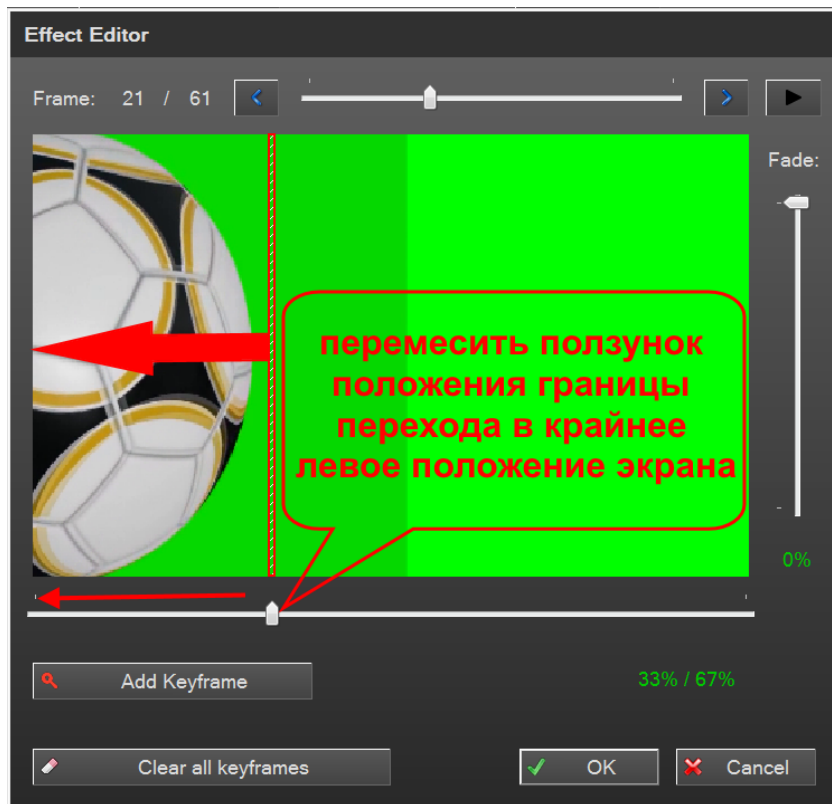 Effect Editor
Frame: 21 / 61
Fade:
перемесить ползунок
положения границы
перехода в крайнее
левое положение экрана
0%
Add Keyframe
33% / 67%
Clear all keyframes
OK
Cancel